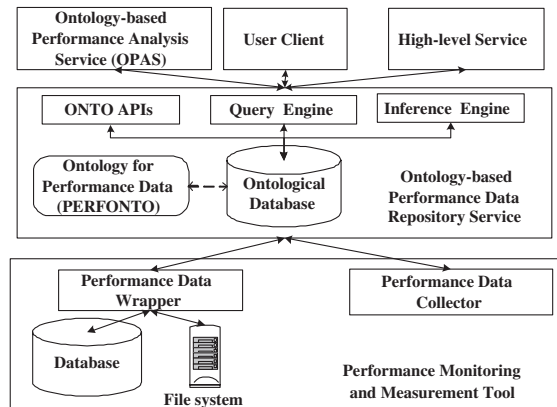 Ontology-based
Performance Analysis
Service (OPAS)
User Client
High-level Service
ONTO APIs
Query Engine
Inference Engine
Ontology for
Performance Data
(PERFONTO)
Ontological
Database
Ontology-based
Performance Data
Repository Service
Performance Data
Wrapper
Performance Data
Collector
Database
File system
Performance Monitoring
and Measurement Tool